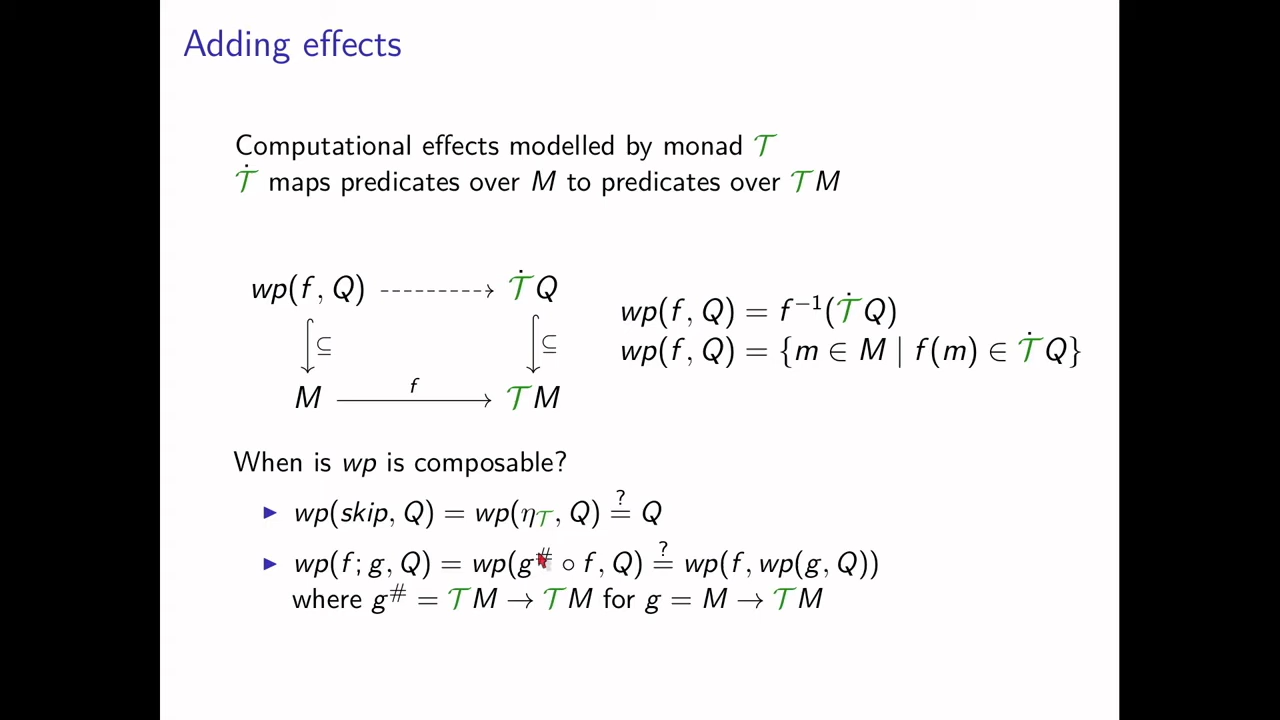 Adding effects
Computational effects modelled by monad 𝒯
𝒯̇ maps predicates over M to predicates over 𝒯M
wp(f, Q) ⇢ 𝒯̇Q
⊆ ⊆
M f 𝒯M
wp(f, Q) = f⁻¹(𝒯̇Q)
wp(f, Q) = {m ∈ M | f(m) ∈ 𝒯̇Q}
When is wp is composable?
▶ wp(skip, Q) = wp(η_𝒯, Q) ≟ Q
▶ wp(f; g, Q) = wp(g# ∘ f, Q) ≟ wp(f, wp(g, Q))
where g# = 𝒯M → 𝒯M for g = M → 𝒯M